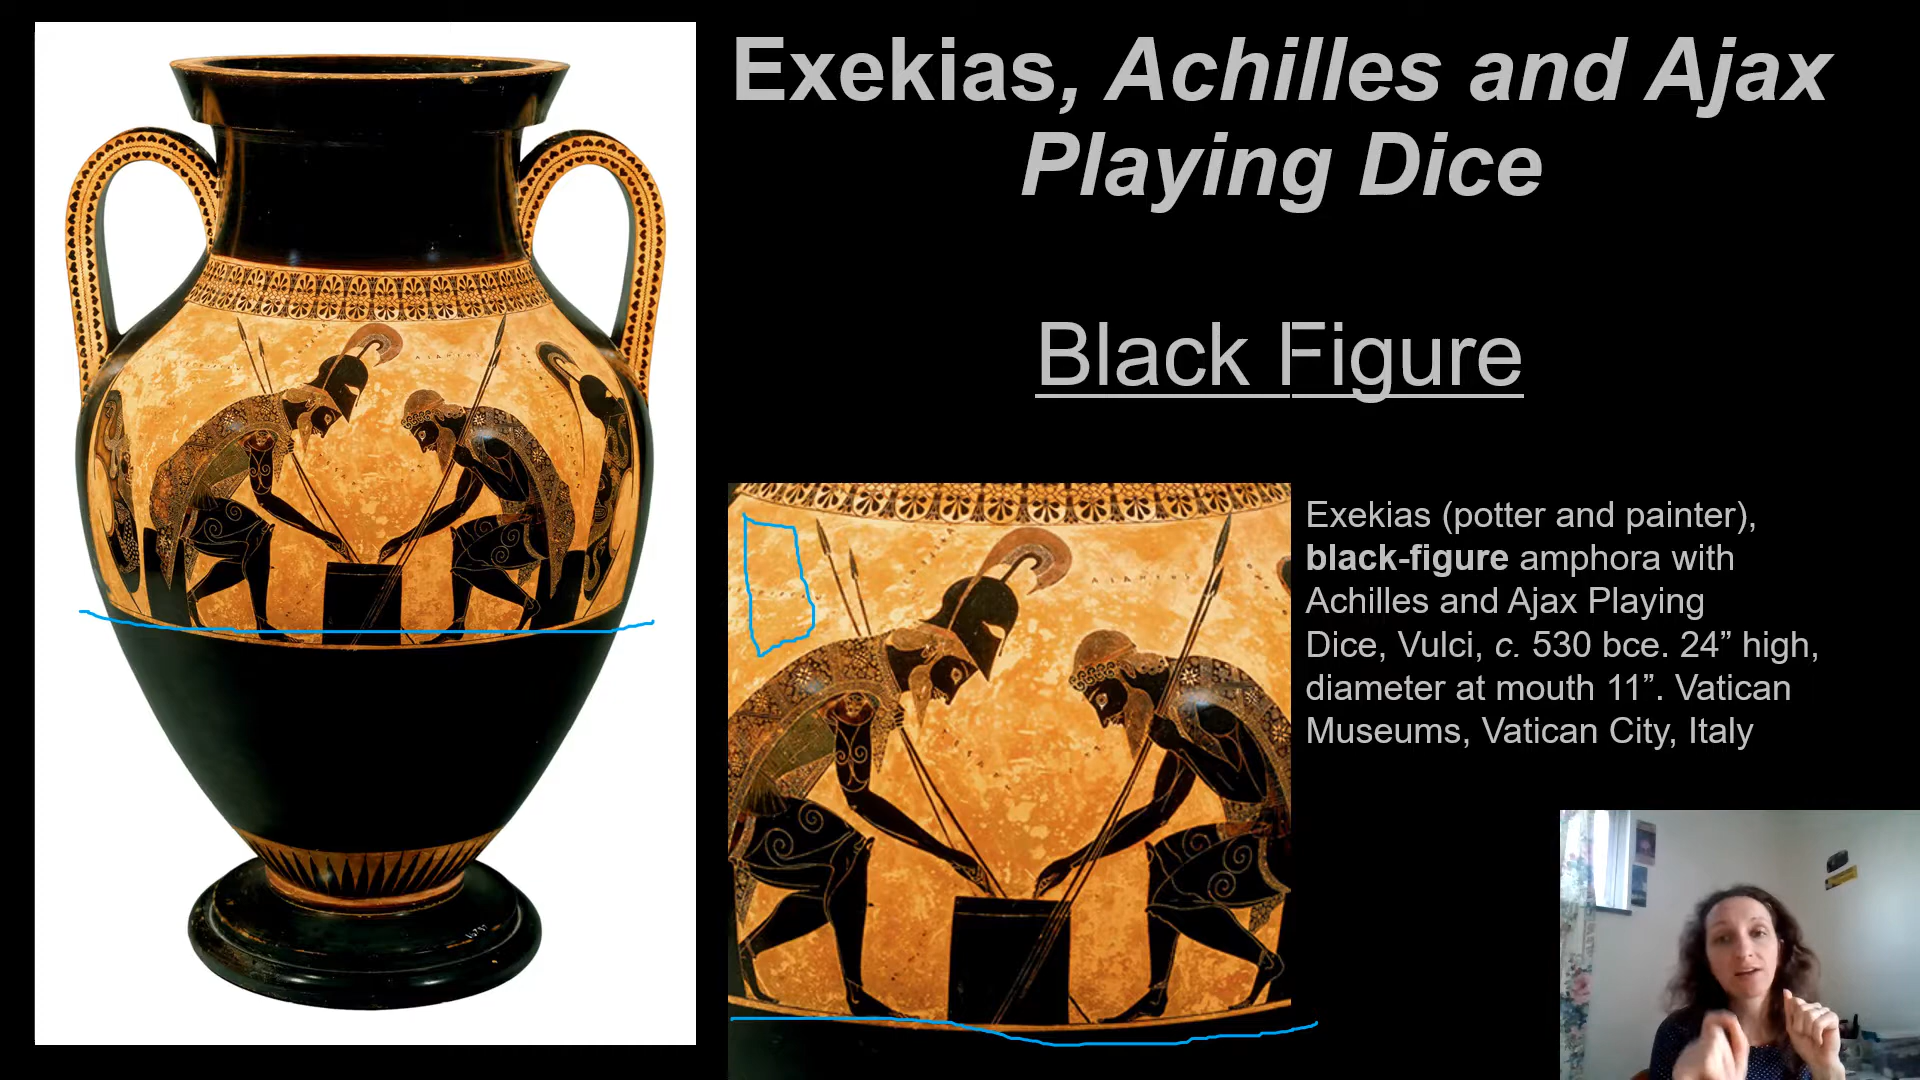 Exekias, Achilles and Ajax
Playing Dice
Black Figure
Exekias (potter and painter),
black-figure amphora with
Achilles and Ajax Playing
Dice, Vulci, c. 530 bce. 24” high,
diameter at mouth 11”. Vatican
Museums, Vatican City, Italy